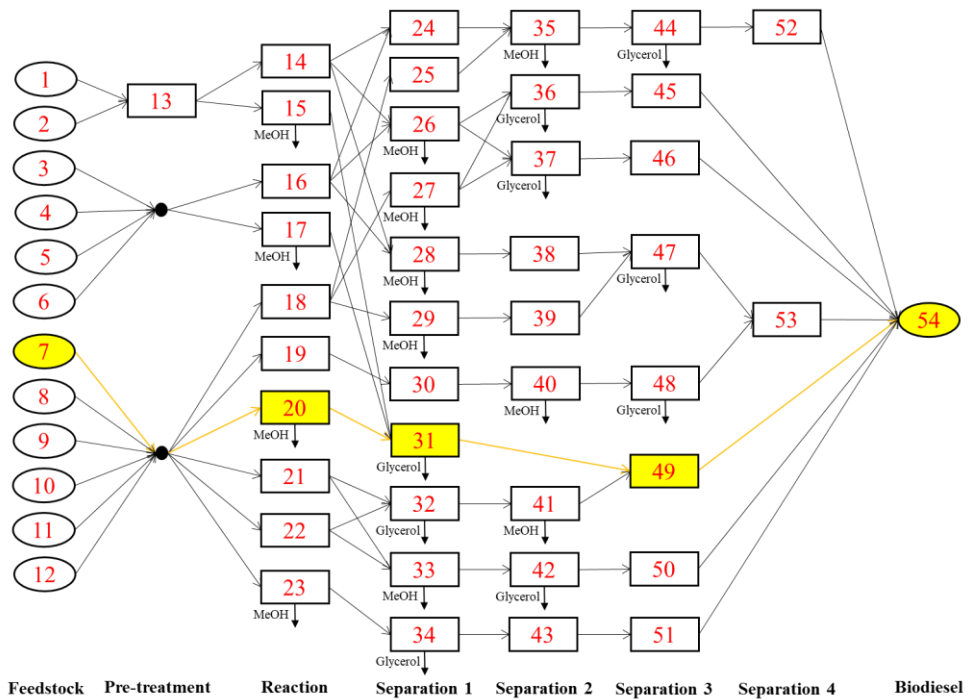 24
35
44
52
MeOH
Glycerol
1
14
25
13
36
45
2
15
26
Glycerol
MeOH
MeOH
37
46
3
16
27
Glycerol
4
MeOH
17
5
28
38
47
MeOH
MeOH
Glycerol
6
18
29
39
53
54
MeOH
7
19
30
40
48
8
MeOH
Glycerol
20
31
9
MeOH
49
Glycerol
10
21
32
41
11
22
Glycerol
MeOH
33
42
50
12
23
MeOH
Glycerol
MeOH
34
43
51
Glycerol
Feedstock Pre-treatment Reaction Separation 1 Separation 2 Separation 3 Separation 4 Biodiesel